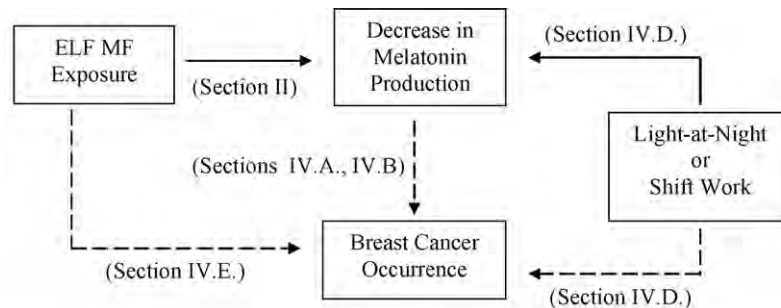 ELF MF
Exposure
(Section II)
Decrease in
Melatonin
Production
(Section IV.D.)
Light-at-Night
or
Shift Work
(Sections IV.A., IV.B)
Breast Cancer
Occurrence
(Section IV.E.)
(Section IV.D.)